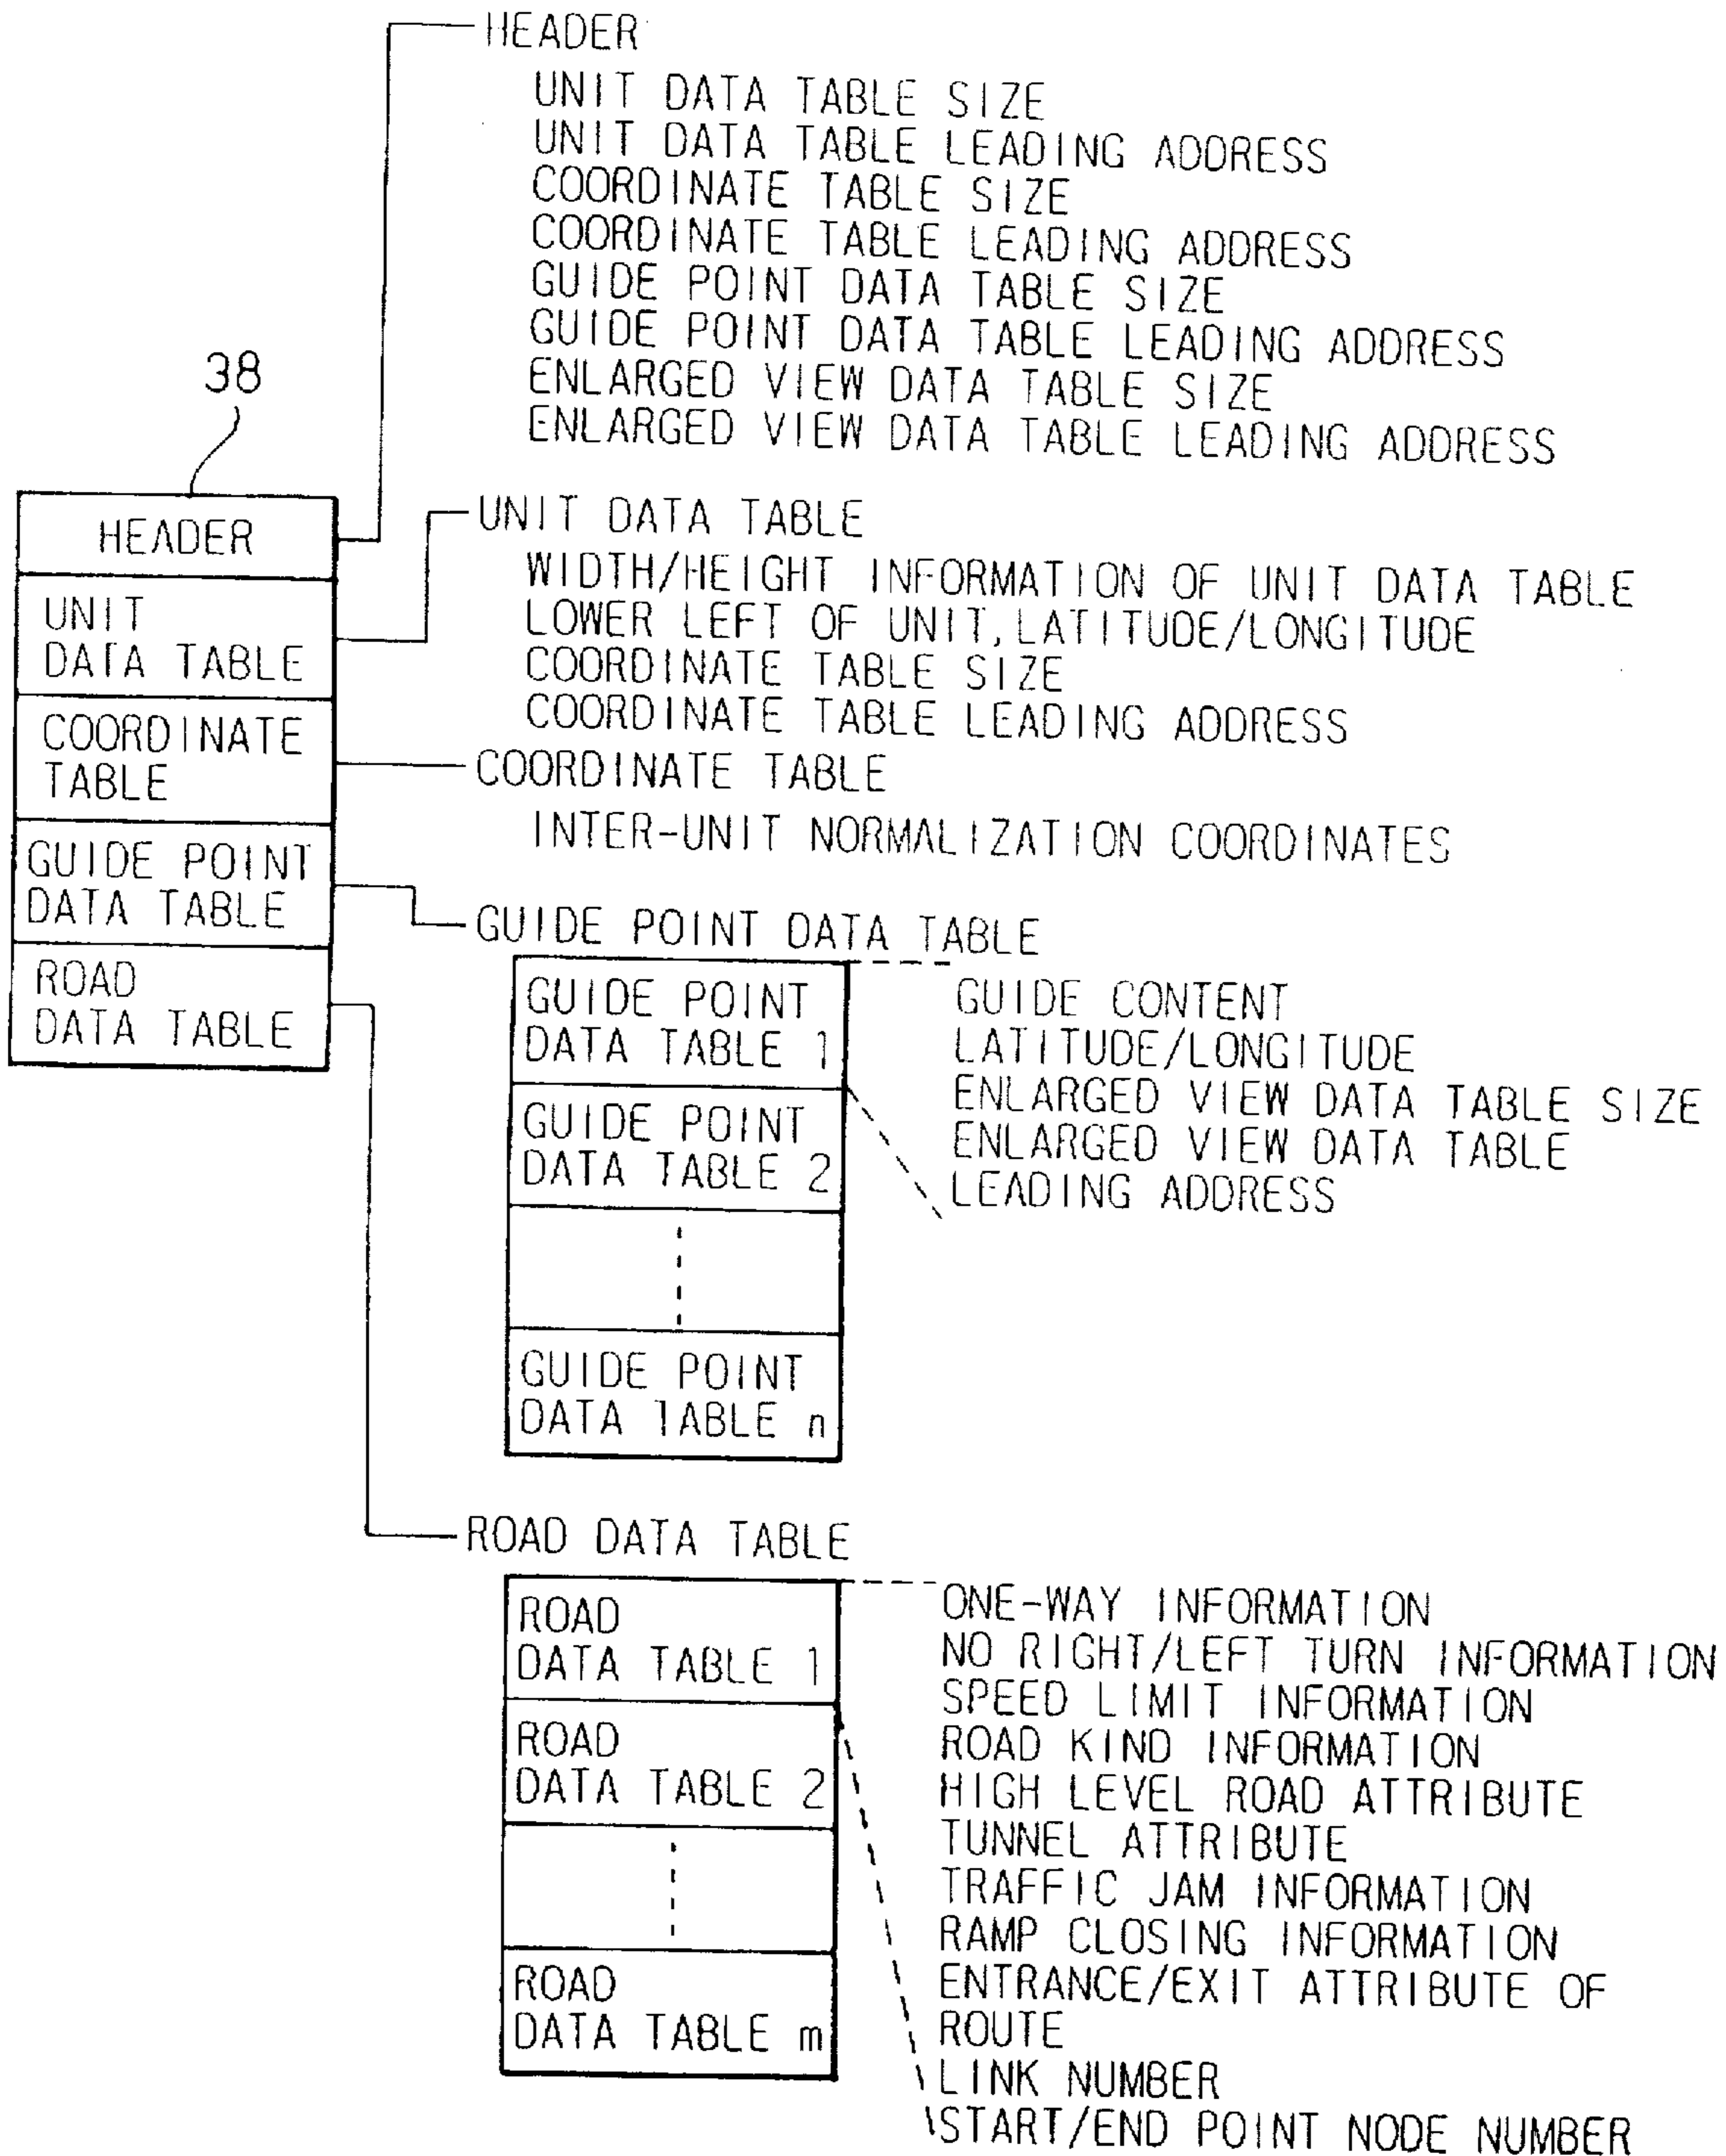 HEADER
UNIT DATA TABLE SIZE
UNIT DATA TABLE LEADING ADDRESS
COORDINATE TABLE SIZE
COORDINATE TABLE LEADING ADDRESS
GUIDE POINT DATA TABLE SIZE
GUIDE POINT DATA TABLE LEADING ADDRESS
ENLARGED VIEW DATA TABLE SIZE
ENLARGED VIEW DATA TABLE LEADING ADDRESS
38
HEADER
UNIT
DATA TABLE
COORDINATE
TABLE
GUIDE POINT
DATA TABLE
ROAD
DATA TABLE
UNIT DATA TABLE
WIDTH/HEIGHT INFORMATION OF UNIT DATA TABLE
LOWER LEFT OF UNIT, LATITUDE/LONGITUDE
COORDINATE TABLE SIZE
COORDINATE TABLE LEADING ADDRESS
COORDINATE TABLE
INTER-UNIT NORMALIZATION COORDINATES
GUIDE POINT DATA TABLE
GUIDE POINT
DATA TABLE 1
GUIDE POINT
DATA TABLE 2
GUIDE POINT
DATA TABLE n
GUIDE CONTENT
LATITUDE/LONGITUDE
ENLARGED VIEW DATA TABLE SIZE
ENLARGED VIEW DATA TABLE
LEADING ADDRESS
ROAD DATA TABLE
ROAD
DATA TABLE 1
ROAD
DATA TABLE 2
ROAD
DATA TABLE m
ONE-WAY INFORMATION
NO RIGHT/LEFT TURN INFORMATION
SPEED LIMIT INFORMATION
ROAD KIND INFORMATION
HIGH LEVEL ROAD ATTRIBUTE
TUNNEL ATTRIBUTE
TRAFFIC JAM INFORMATION
RAMP CLOSING INFORMATION
ENTRANCE/EXIT ATTRIBUTE OF
ROUTE
LINK NUMBER
START/END POINT NODE NUMBER